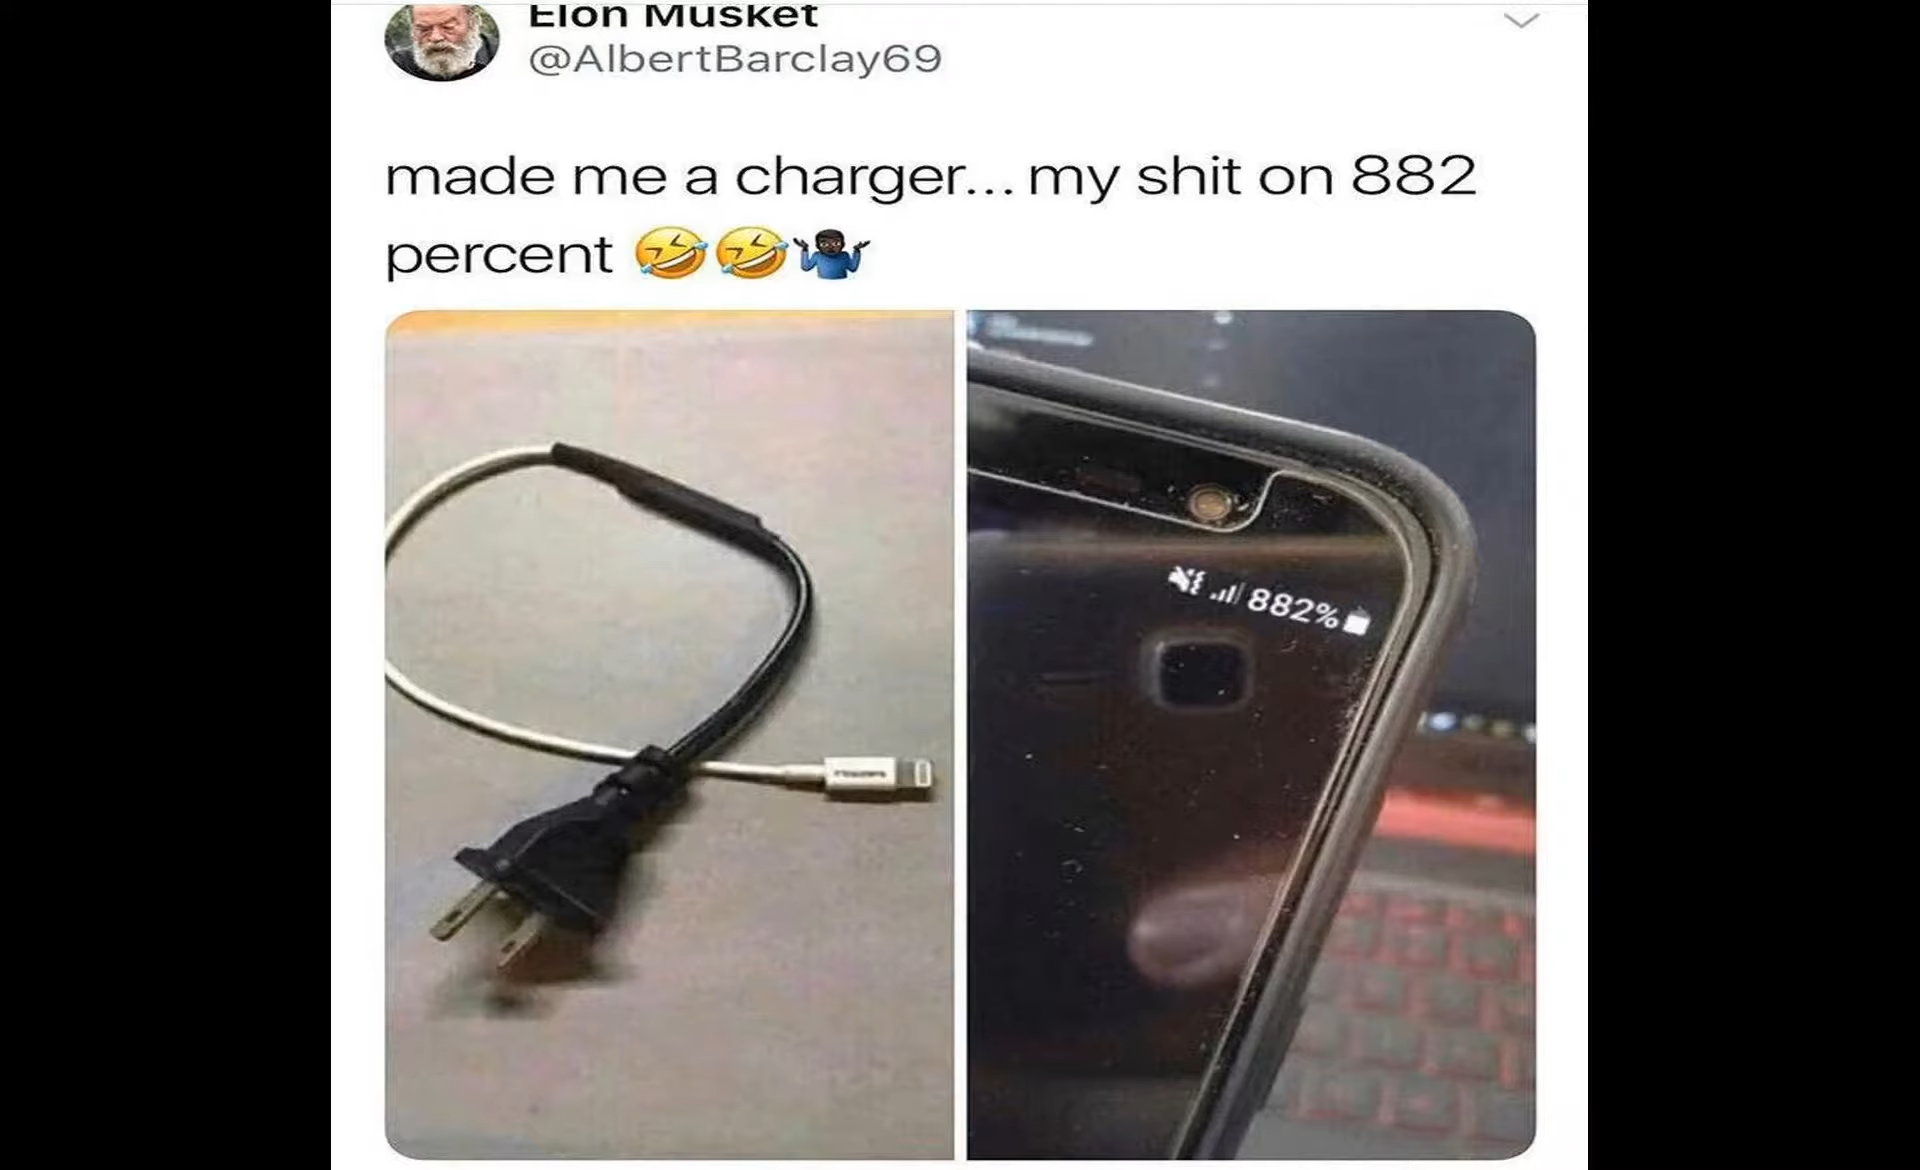 Elon Musket
@AlbertBarclay69
made me a charger... my shit on 882
percent 🤣🤣🤷🏿‍♂️
882%